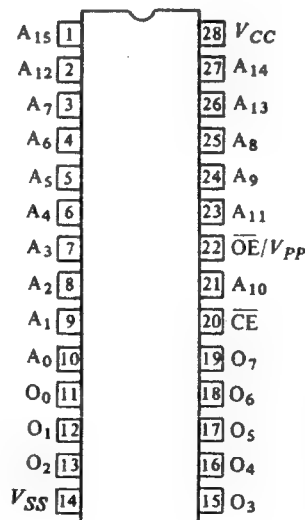 A15 1 28 VCC
A12 2 27 A14
A7 3 26 A13
A6 4 25 A8
A5 5 24 A9
A4 6 23 A11
A3 7 22 O̅E̅/VPP
A2 8 21 A10
A1 9 20 C̅E̅
A0 10 19 O7
O0 11 18 O6
O1 12 17 O5
O2 13 16 O4
VSS 14 15 O3